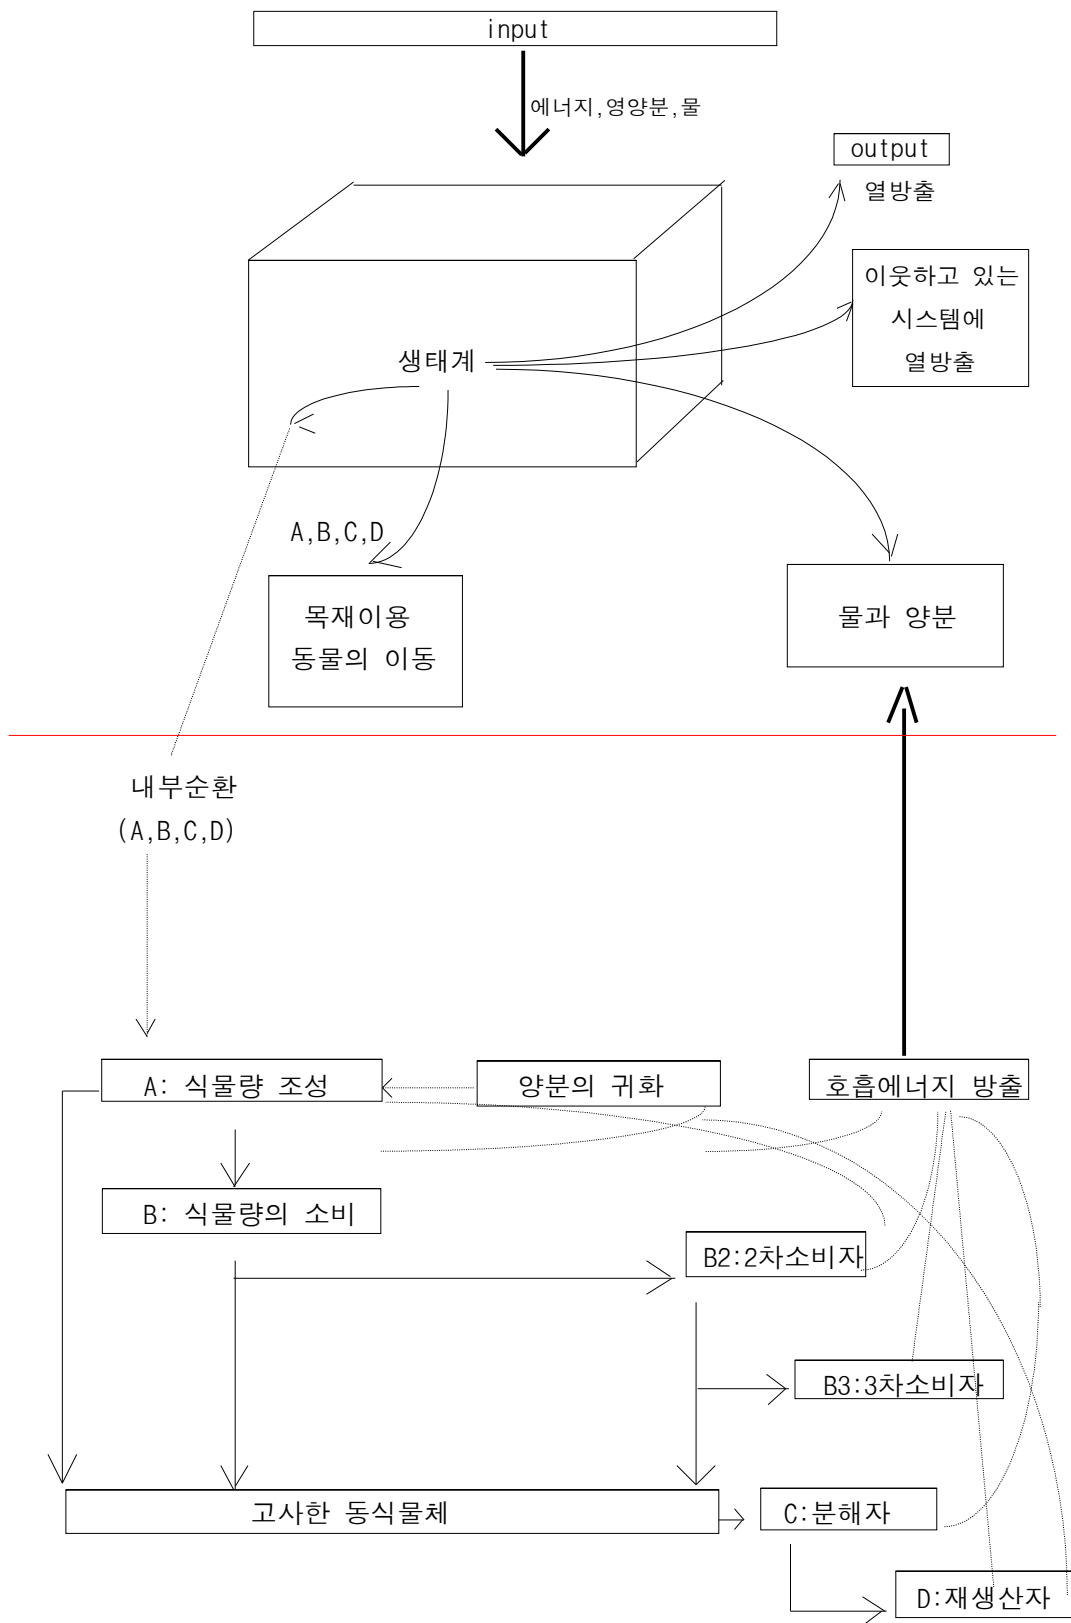 input
에너지,영양분,물
output
열방출
이웃하고 있는
시스템에
열방출
생태계
A,B,C,D
목재이용
동물의 이동
물과 양분
내부순환
(A,B,C,D)
A: 식물량 조성
양분의 귀화
호흡에너지 방출
B: 식물량의 소비
B2:2차소비자
B3:3차소비자
고사한 동식물체
C:분해자
D:재생산자